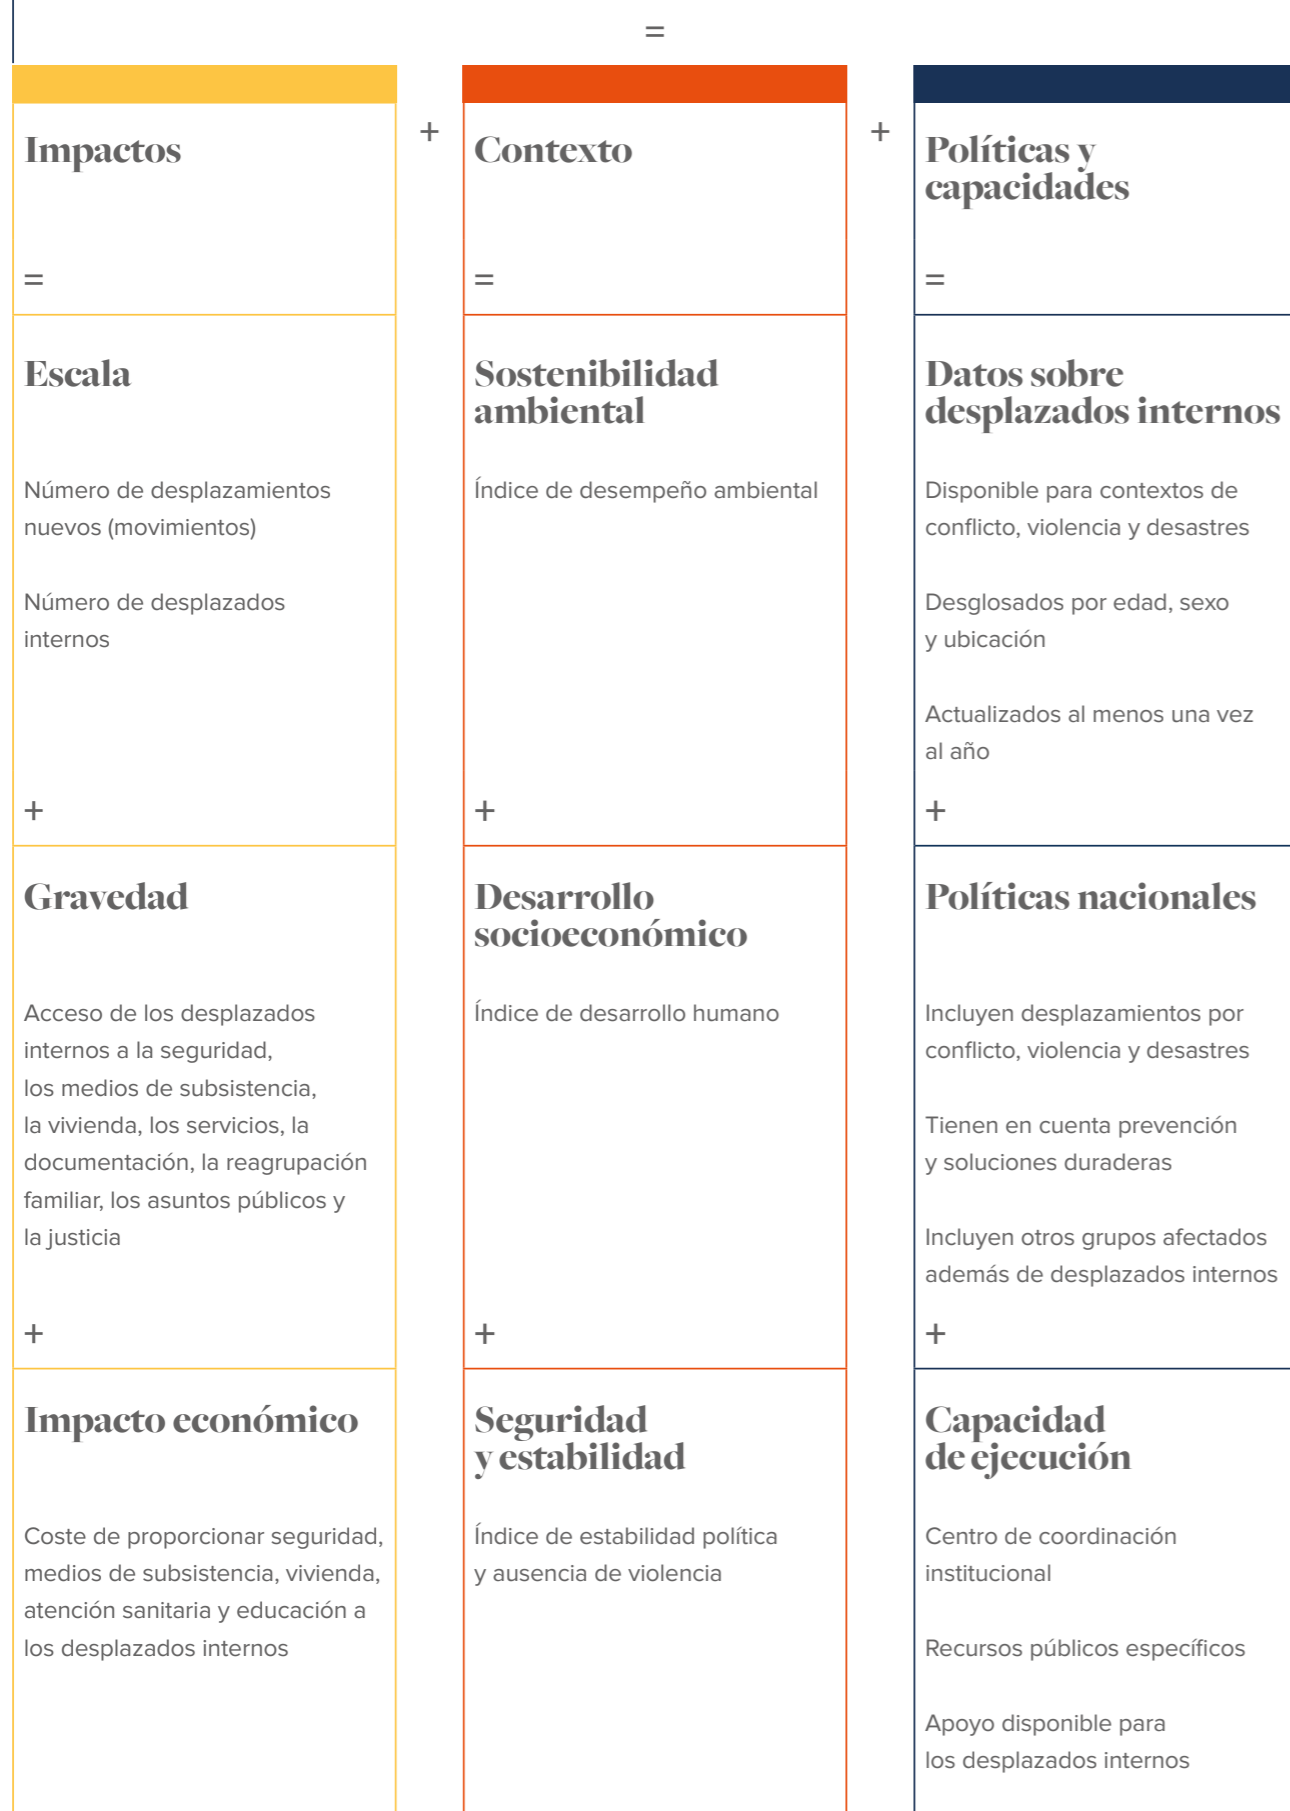 =
Impactos
=
+
Contexto
=
+
Políticas y
capacidades
=
Escala
Número de desplazamientos
nuevos (movimientos)
Número de desplazados
internos
+
Sostenibilidad
ambiental
Índice de desempeño ambiental
+
Datos sobre
desplazados internos
Disponible para contextos de
conflicto, violencia y desastres
Desglosados por edad, sexo
y ubicación
Actualizados al menos una vez
al año
+
Gravedad
Acceso de los desplazados
internos a la seguridad,
los medios de subsistencia,
la vivienda, los servicios, la
documentación, la reagrupación
familiar, los asuntos públicos y
la justicia
+
Desarrollo
socioeconómico
Índice de desarrollo humano
+
Políticas nacionales
Incluyen desplazamientos por
conflicto, violencia y desastres
Tienen en cuenta prevención
y soluciones duraderas
Incluyen otros grupos afectados
además de desplazados internos
+
Impacto económico
Coste de proporcionar seguridad,
medios de subsistencia, vivienda,
atención sanitaria y educación a
los desplazados internos
Seguridad
y estabilidad
Índice de estabilidad política
y ausencia de violencia
Capacidad
de ejecución
Centro de coordinación
institucional
Recursos públicos específicos
Apoyo disponible para
los desplazados internos